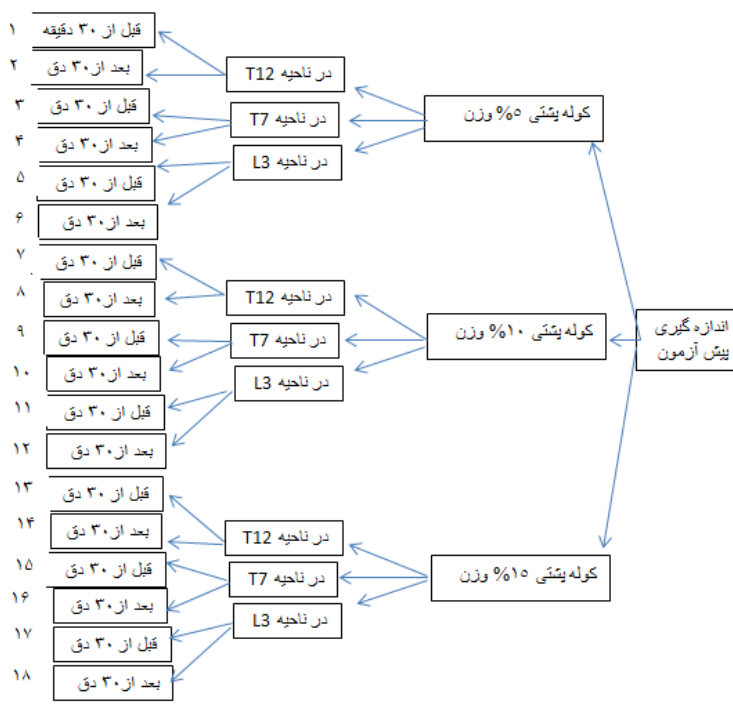 اندازه گیری
پیش آزمون
کوله پشتی ۵% وزن
در ناحیه T12
قبل از ۳۰ دقیقه ۱
بعد از۳۰ دق ۲
در ناحیه T7
قبل از ۳۰ دق ۳
بعد از۳۰ دق ۴
در ناحیه L3
قبل از ۳۰ دق ۵
بعد از۳۰ دق ۶
کوله پشتی ۱۰% وزن
در ناحیه T12
قبل از ۳۰ دق ۷
بعد از۳۰ دق ۸
در ناحیه T7
قبل از ۳۰ دق ۹
بعد از۳۰ دق ۱۰
در ناحیه L3
قبل از ۳۰ دق ۱۱
بعد از۳۰ دق ۱۲
کوله پشتی ۱۵% وزن
در ناحیه T12
قبل از ۳۰ دق ۱۳
بعد از۳۰ دق ۱۴
در ناحیه T7
قبل از ۳۰ دق ۱۵
بعد از۳۰ دق ۱۶
در ناحیه L3
قبل از ۳۰ دق ۱۷
بعد از۳۰ دق ۱۸